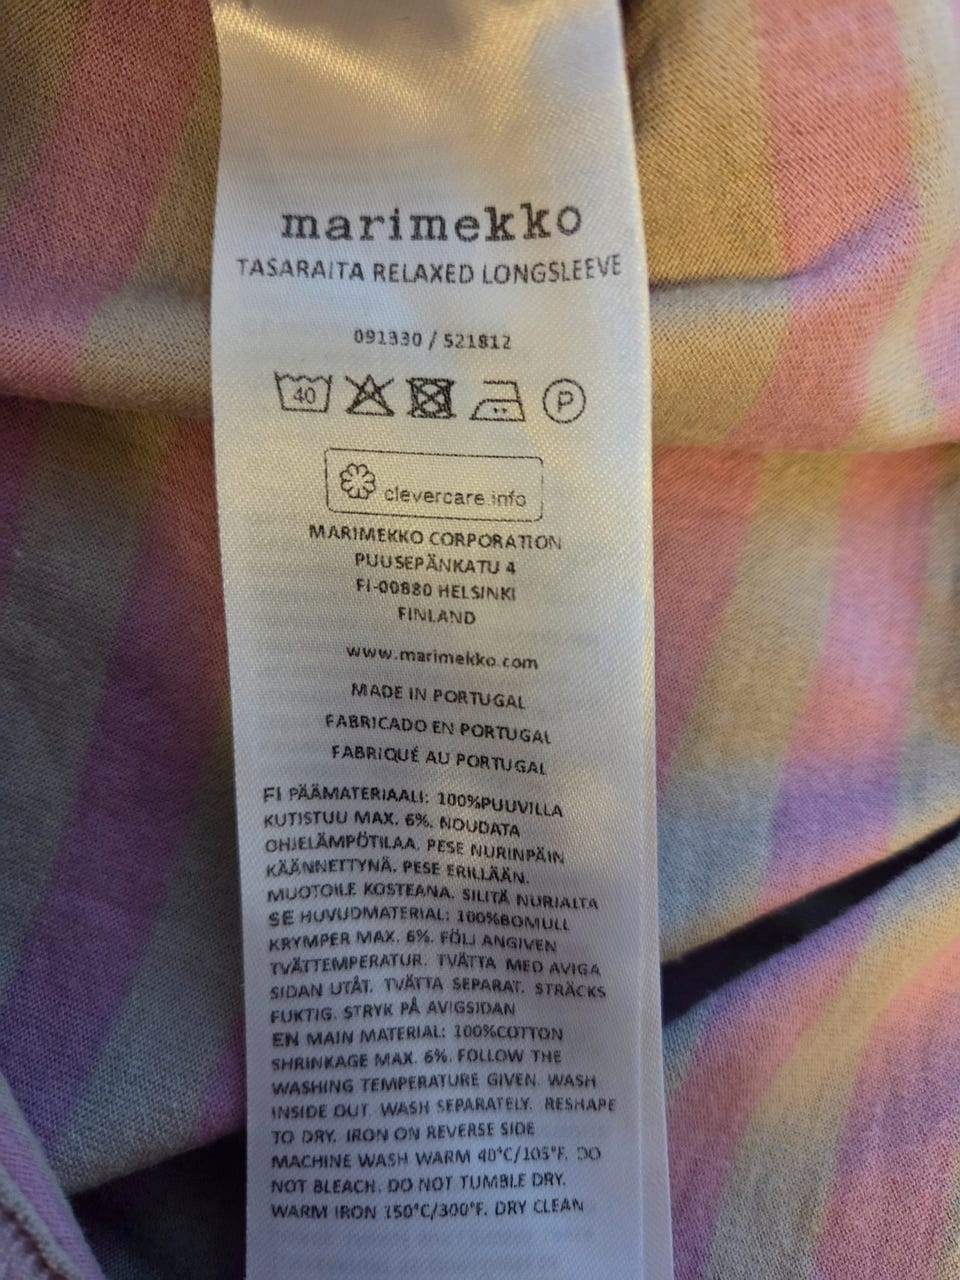 marimekko
TASARAITA RELAXED LONGSLEEVE
091330 / 521812
40 P
clevercare.info
MARIMEKKO CORPORATION
PUUSEPÄNKATU 4
FI-00880 HELSINKI
FINLAND
www.marimekko.com
MADE IN PORTUGAL
FABRICADO EN PORTUGAL
FABRIQUÉ AU PORTUGAL
FI PÄÄMATERIAALI: 100%PUUVILLA
KUTISTUU MAX. 6%. NOUDATA
OHJELÄMPÖTILAA. PESE NURINPÄIN
KÄÄNNETTYNÄ. PESE ERILLÄÄN.
MUOTOILE KOSTEANA. SILITÄ NURJALTA
SE HUVUDMATERIAL: 100%BOMULL
KRYMPER MAX. 6%. FÖLJ ANGIVEN
TVÄTTEMPERATUR. TVÄTTA MED AVIGA
SIDAN UTÅT. TVÄTTA SEPARAT. STRÄCKS
FUKTIG. STRYK PÅ AVIGSIDAN
EN MAIN MATERIAL: 100%COTTON
SHRINKAGE MAX. 6%. FOLLOW THE
WASHING TEMPERATURE GIVEN. WASH
INSIDE OUT. WASH SEPARATELY. RESHAPE
TO DRY. IRON ON REVERSE SIDE
MACHINE WASH WARM 40°C/105°F. DO
NOT BLEACH. DO NOT TUMBLE DRY.
WARM IRON 150°C/300°F. DRY CLEAN